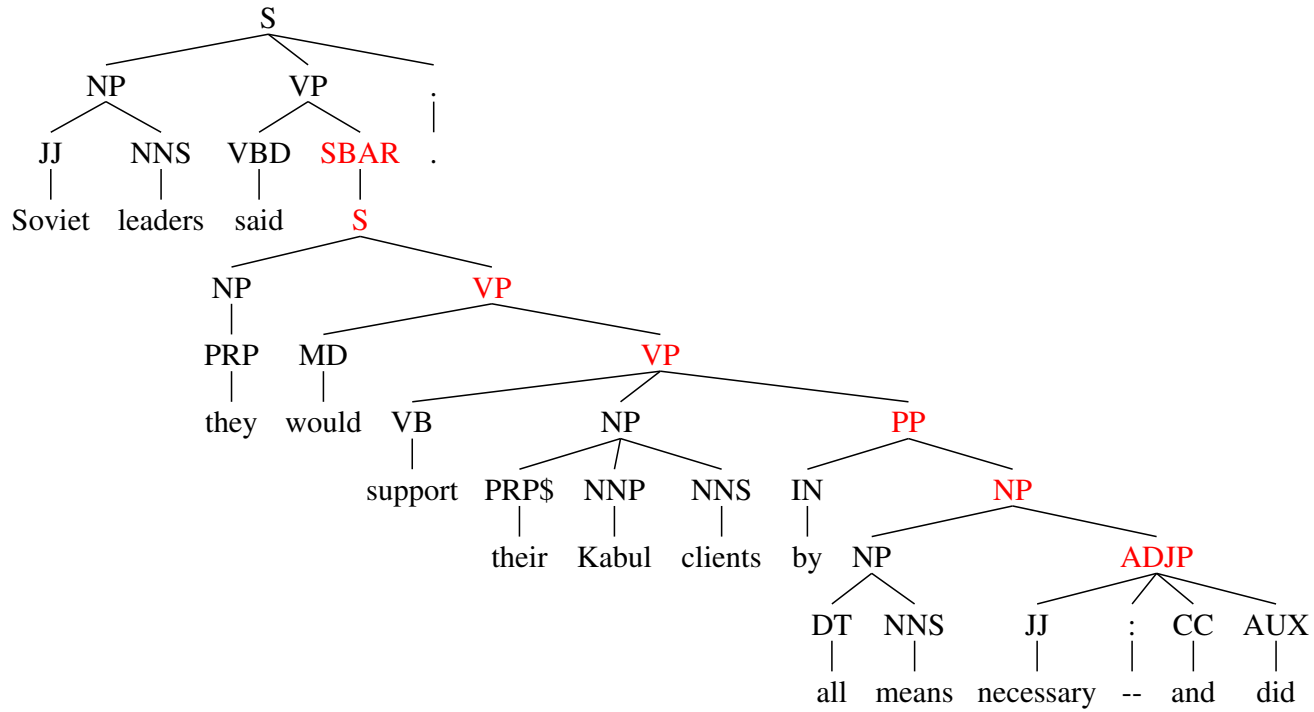 S
NP VP .
JJ NNS VBD SBAR .
Soviet leaders said S
NP VP
PRP MD VP
they would VB NP PP
support PRP$ NNP NNS IN NP
their Kabul clients by NP ADJP
DT NNS JJ : CC AUX
all means necessary -- and did